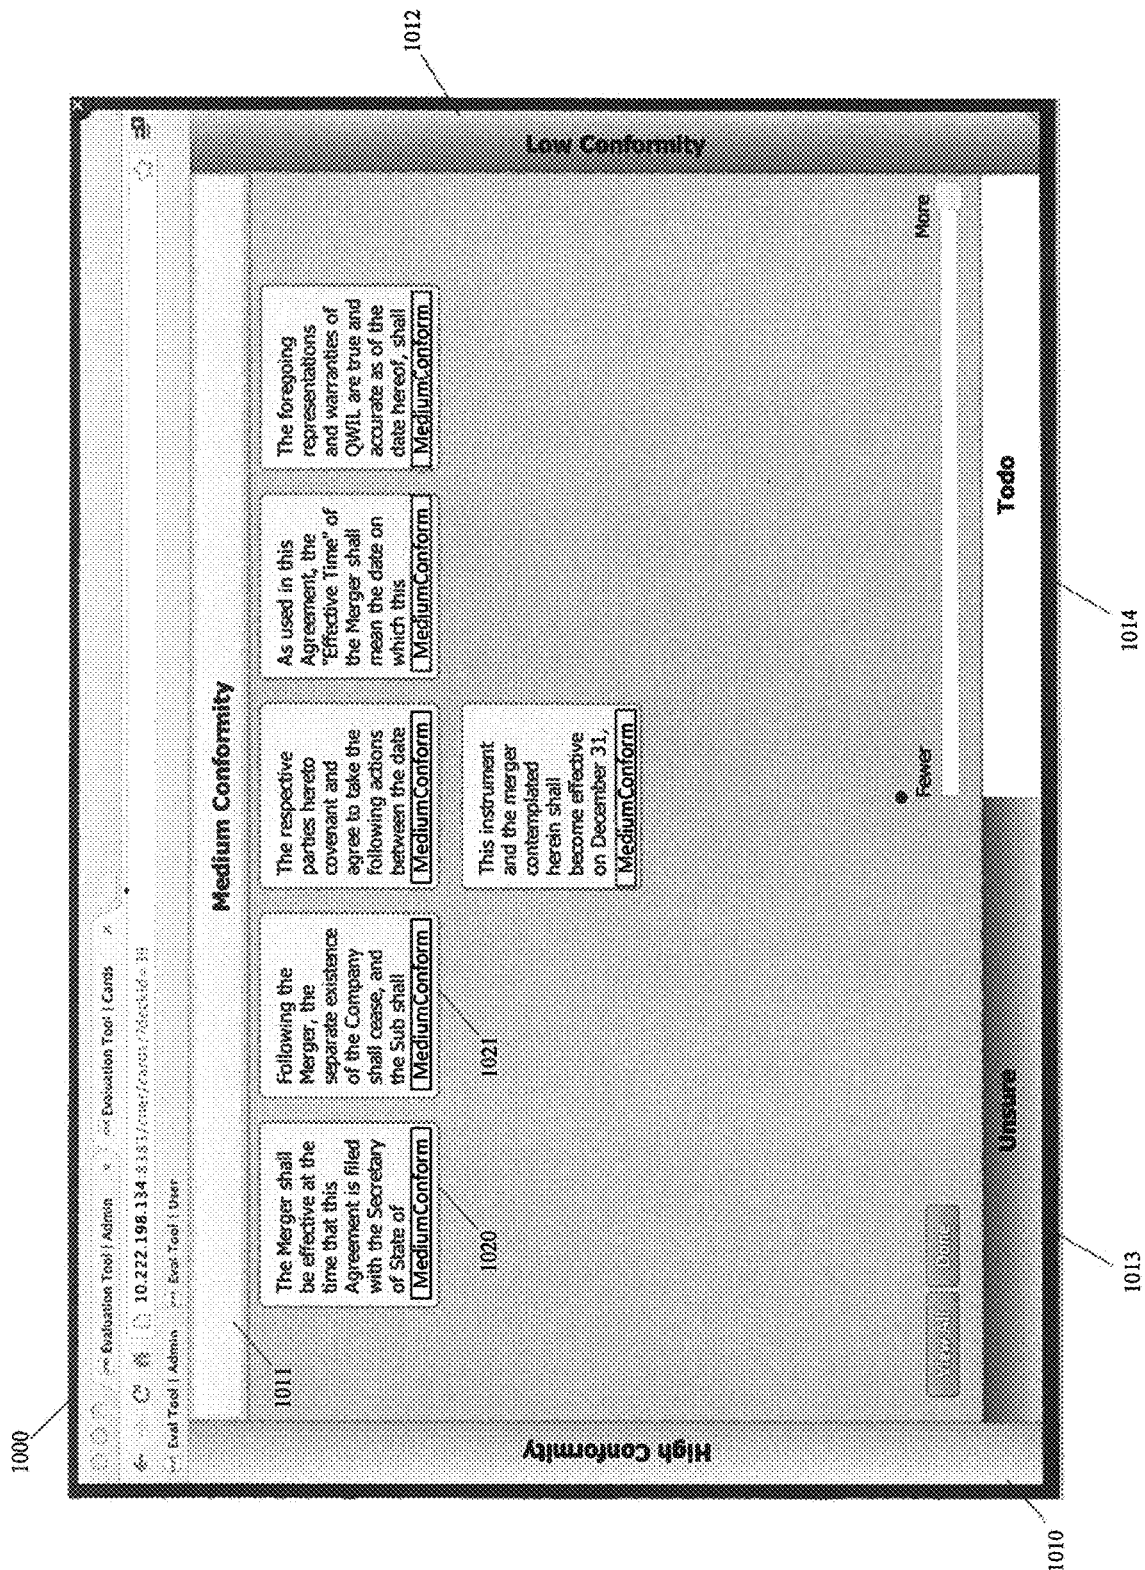 1000
Evaluation Tool | Admin
Evaluation Tool | Cards
10.222.198.134:8383/
Eval Tool | Admin
Eval Tool | User
Medium Conformity
1011
High Conformity
1010
Low Conformity
1012
The Merger shall
be effective at the
time that this
Agreement is filed
with the Secretary
of State of
MediumConform
1020
Following the
Merger, the
separate existence
of the Company
shall cease, and
the Sub shall
MediumConform
1021
The respective
parties hereto
covenant and
agree to take the
following actions
between the date
MediumConform
As used in this
Agreement, the
"Effective Time" of
the Merger shall
mean the date on
which this
MediumConform
The foregoing
representations
and warranties of
QWIL are true and
accurate as of the
date hereof, shall
MediumConform
This instrument
and the merger
contemplated
herein shall
become effective
on December 31,
MediumConform
Fewer
More
Unsure
1013
Todo
1014